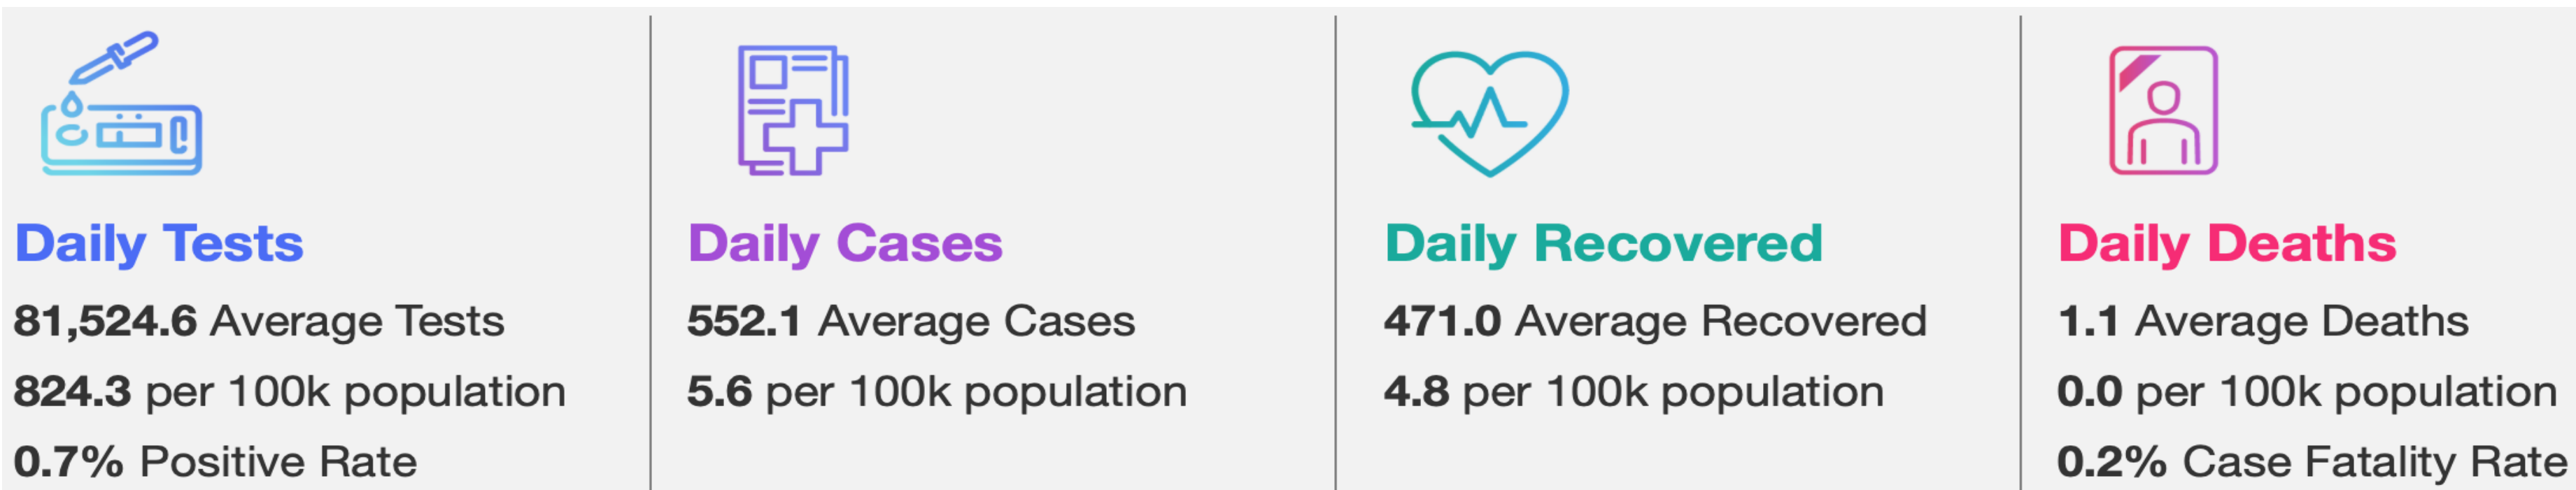 Daily Tests
81,524.6 Average Tests
824.3 per 100k population
0.7% Positive Rate
Daily Cases
552.1 Average Cases
5.6 per 100k population
Daily Recovered
471.0 Average Recovered
4.8 per 100k population
Daily Deaths
1.1 Average Deaths
0.0 per 100k population
0.2% Case Fatality Rate